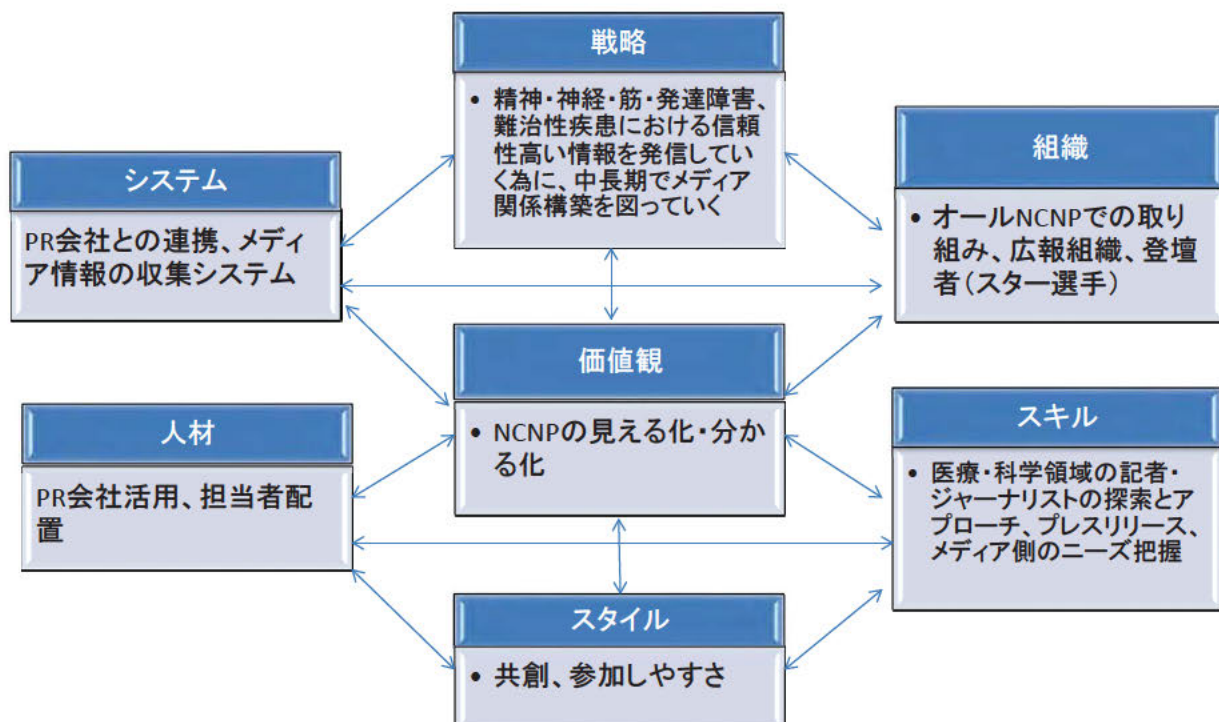 戦略
• 精神・神経・筋・発達障害、
難治性疾患における信頼
性高い情報を発信してい
く為に、中長期でメディア
関係構築を図っていく
システム
PR会社との連携、メディ
ア情報の収集システム
組織
• オールNCNPでの取り
組み、広報組織、登壇
者（スター選手）
価値観
• NCNPの見える化・分か
る化
人材
PR会社活用、担当者配
置
スキル
• 医療・科学領域の記者・
ジャーナリストの探索とア
プローチ、プレスリリース、
メディア側のニーズ把握
スタイル
• 共創、参加しやすさ